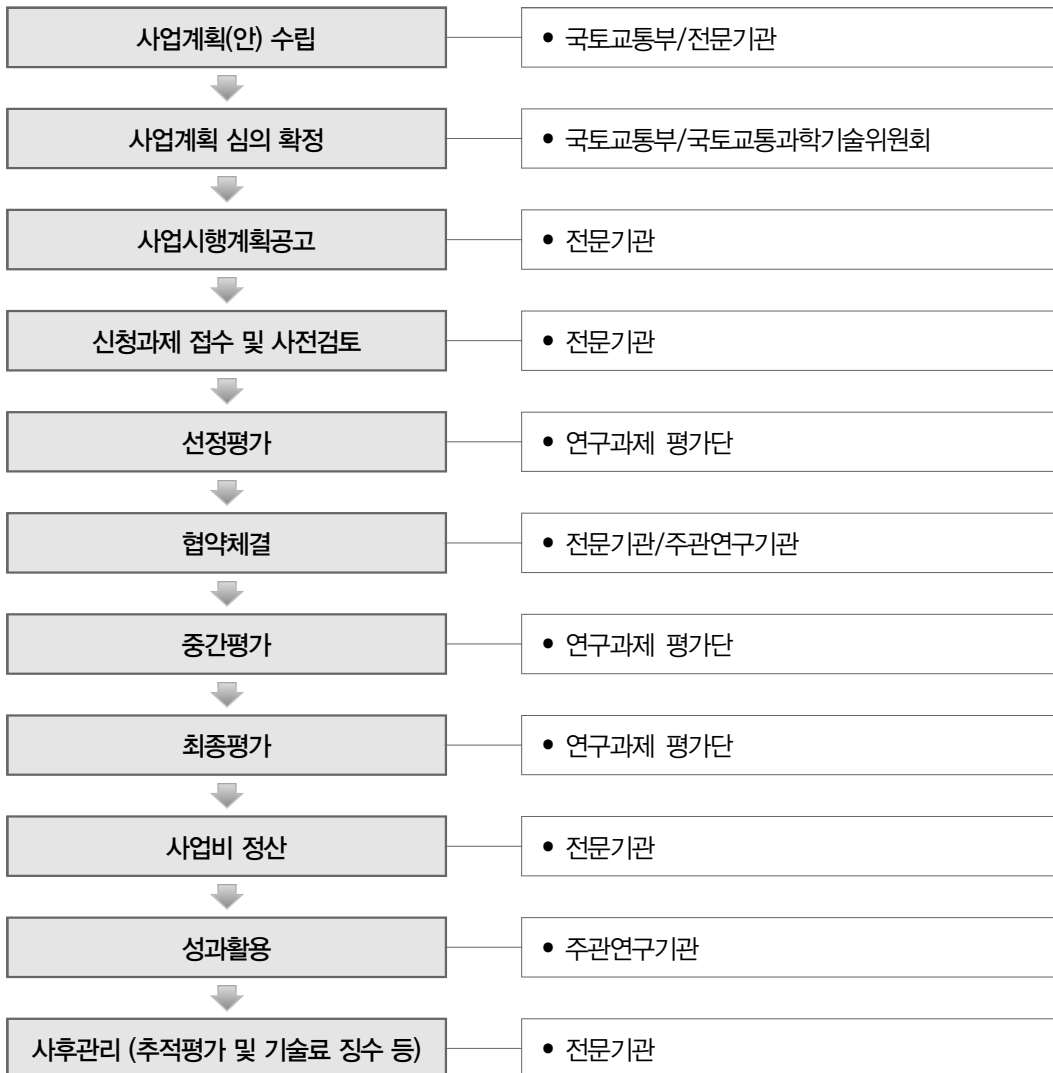 사업계획(안) 수립
• 국토교통부/전문기관
사업계획 심의 확정
• 국토교통부/국토교통과학기술위원회
사업시행계획공고
• 전문기관
신청과제 접수 및 사전검토
• 전문기관
선정평가
• 연구과제 평가단
협약체결
• 전문기관/주관연구기관
중간평가
• 연구과제 평가단
최종평가
• 연구과제 평가단
사업비 정산
• 전문기관
성과활용
• 주관연구기관
사후관리 (추적평가 및 기술료 징수 등)
• 전문기관